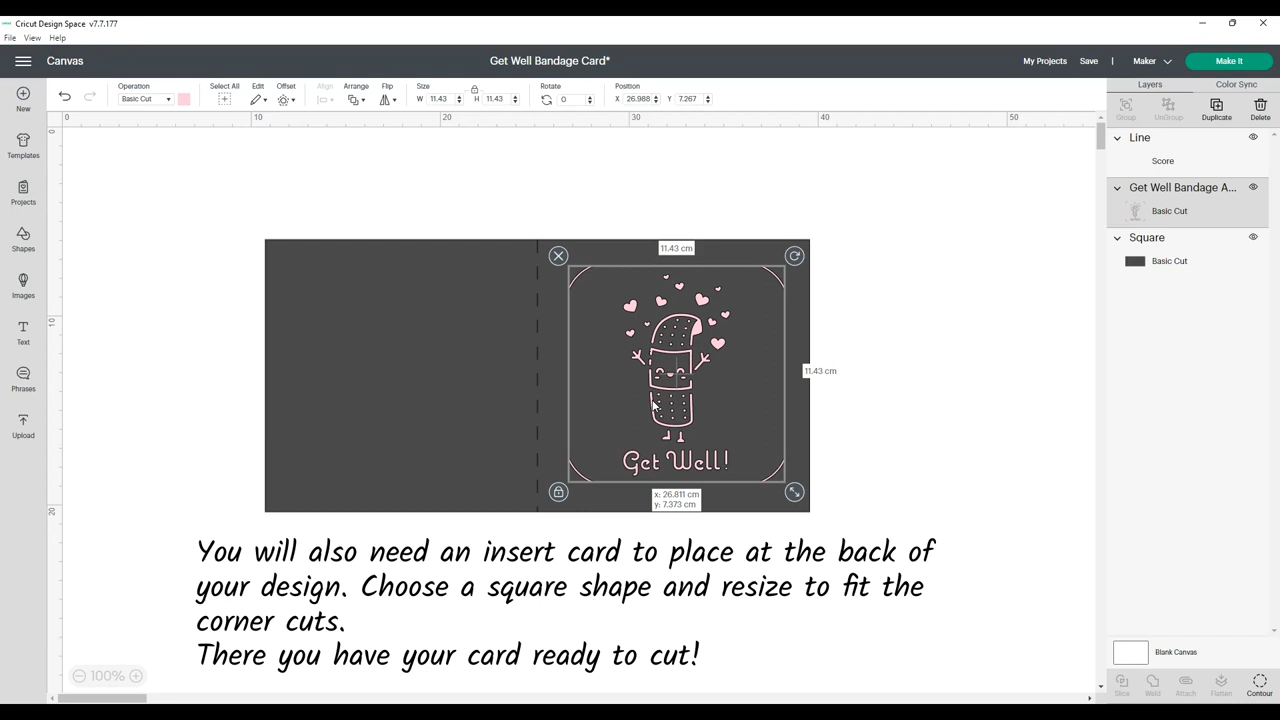 Cricut Design Space v7.7.177
File View Help
Canvas
Get Well Bandage Card*
My Projects Save | Maker Make It
Operation
Basic Cut
Select All
Edit
Offset
Align
Arrange
Flip
Size
W 11.43 H 11.43
Rotate
0
Position
X 26.988 Y 7.267
Layers
Color Sync
Group
UnGroup
Duplicate
Delete
New
Templates
Projects
Shapes
Images
Text
Phrases
Upload
0 10 20 30 40 50
0
10
20
Line
Score
Get Well Bandage A...
Basic Cut
Square
Basic Cut
11.43 cm
11.43 cm
Get Well!
x: 26.811 cm
y: 7.373 cm
You will also need an insert card to place at the back of
your design. Choose a square shape and resize to fit the
corner cuts.
There you have your card ready to cut!
100%
Blank Canvas
Slice
Weld
Attach
Flatten
Contour